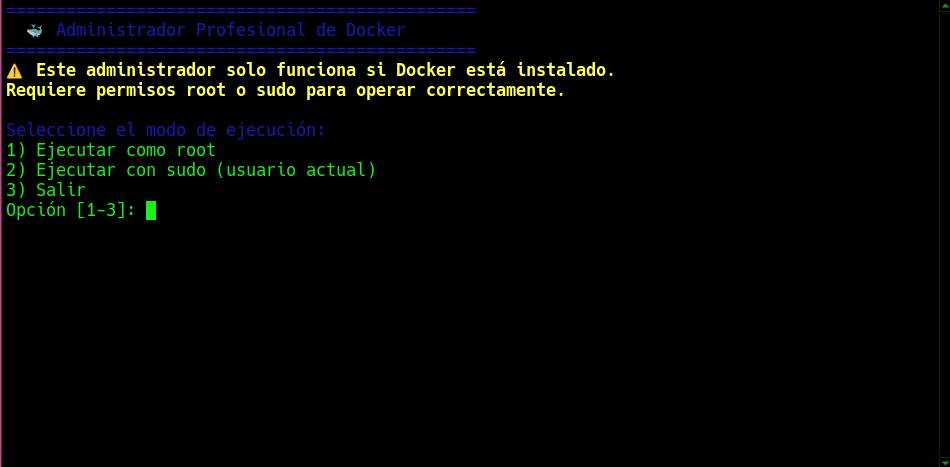 ===============================================
🐳 Administrador Profesional de Docker
===============================================
⚠️ Este administrador solo funciona si Docker está instalado.
Requiere permisos root o sudo para operar correctamente.
Seleccione el modo de ejecución:
1) Ejecutar como root
2) Ejecutar con sudo (usuario actual)
3) Salir
Opción [1-3]: